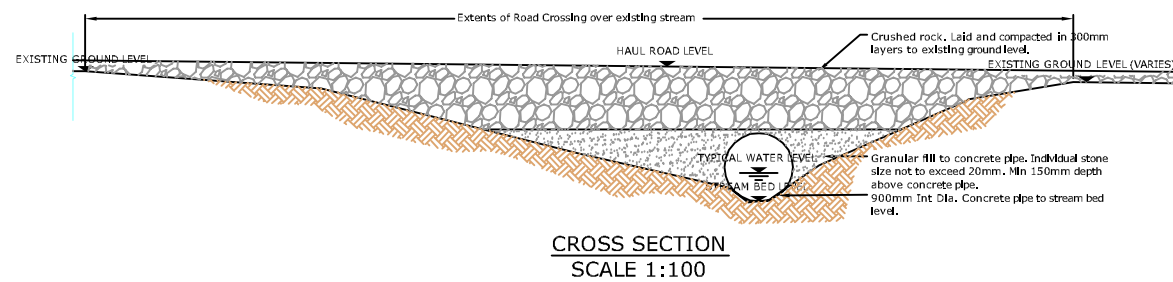 Extents of Road Crossing over existing stream
Crushed rock. Laid and compacted in 300mm
layers to existing ground level.
HAUL ROAD LEVEL
EXISTING GROUND LEVEL
EXISTING GROUND LEVEL (VARIES)
TYPICAL WATER LEVEL
Granular fill to concrete pipe. Individual stone
size not to exceed 20mm. Min 150mm depth
above concrete pipe.
STREAM BED LEVEL
900mm Int Dia. Concrete pipe to stream bed
level.
CROSS SECTION
SCALE 1:100